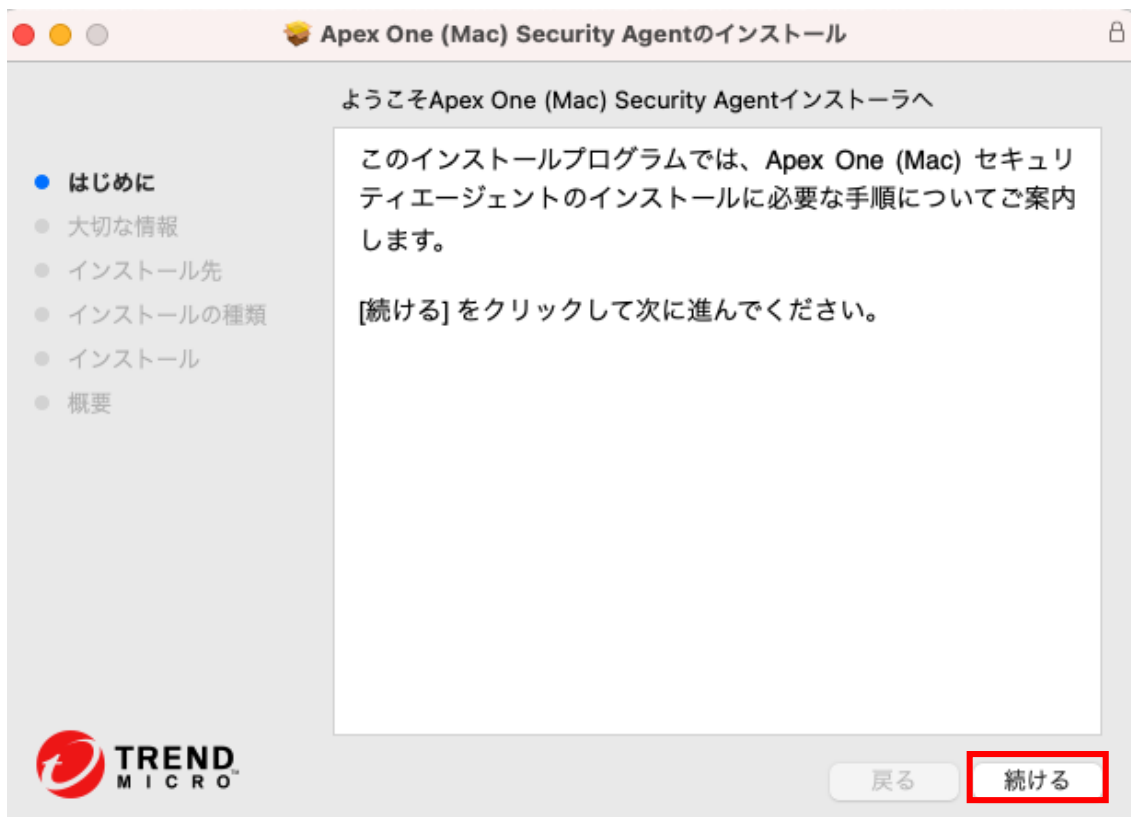 Apex One (Mac) Security Agentのインストール
ようこそApex One (Mac) Security Agentインストーラへ
はじめに
大切な情報
インストール先
インストールの種類
インストール
概要
このインストールプログラムでは、Apex One (Mac) セキュリ
ティエージェントのインストールに必要な手順についてご案内
します。
[続ける] をクリックして次に進んでください。
TREND
MICRO™
戻る
続ける